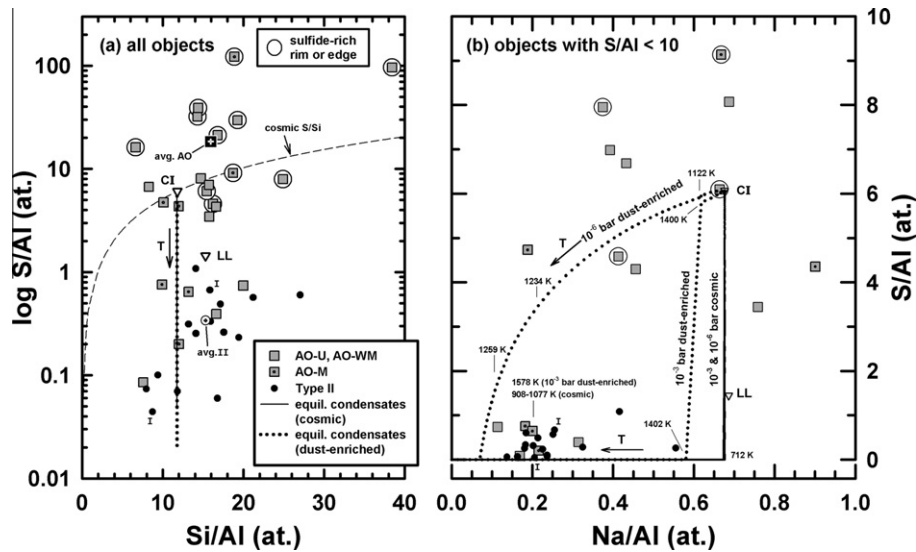 (a) all objects
sulfide-rich
rim or edge
(b) objects with S/Al < 10
100
10
1
0.1
0.01
log S/Al (at.)
cosmic S/Si
avg. AO
CI
T
LL
I
avg.II
I
AO-U, AO-WM
AO-M
Type II
equil. condensates
(cosmic)
equil. condensates
(dust-enriched)
0
10
20
30
40
Si/Al (at.)
10
8
6
4
2
0
S/Al (at.)
1122 K
CI
1400 K
10⁻⁶ bar dust-enriched
T
1234 K
1259 K
10⁻³ bar dust-enriched
10⁻³ & 10⁻⁶ bar cosmic
1578 K (10⁻³ bar dust-enriched)
908-1077 K (cosmic)
LL
I
1402 K
T
712 K
I
0.0
0.2
0.4
0.6
0.8
1.0
Na/Al (at.)